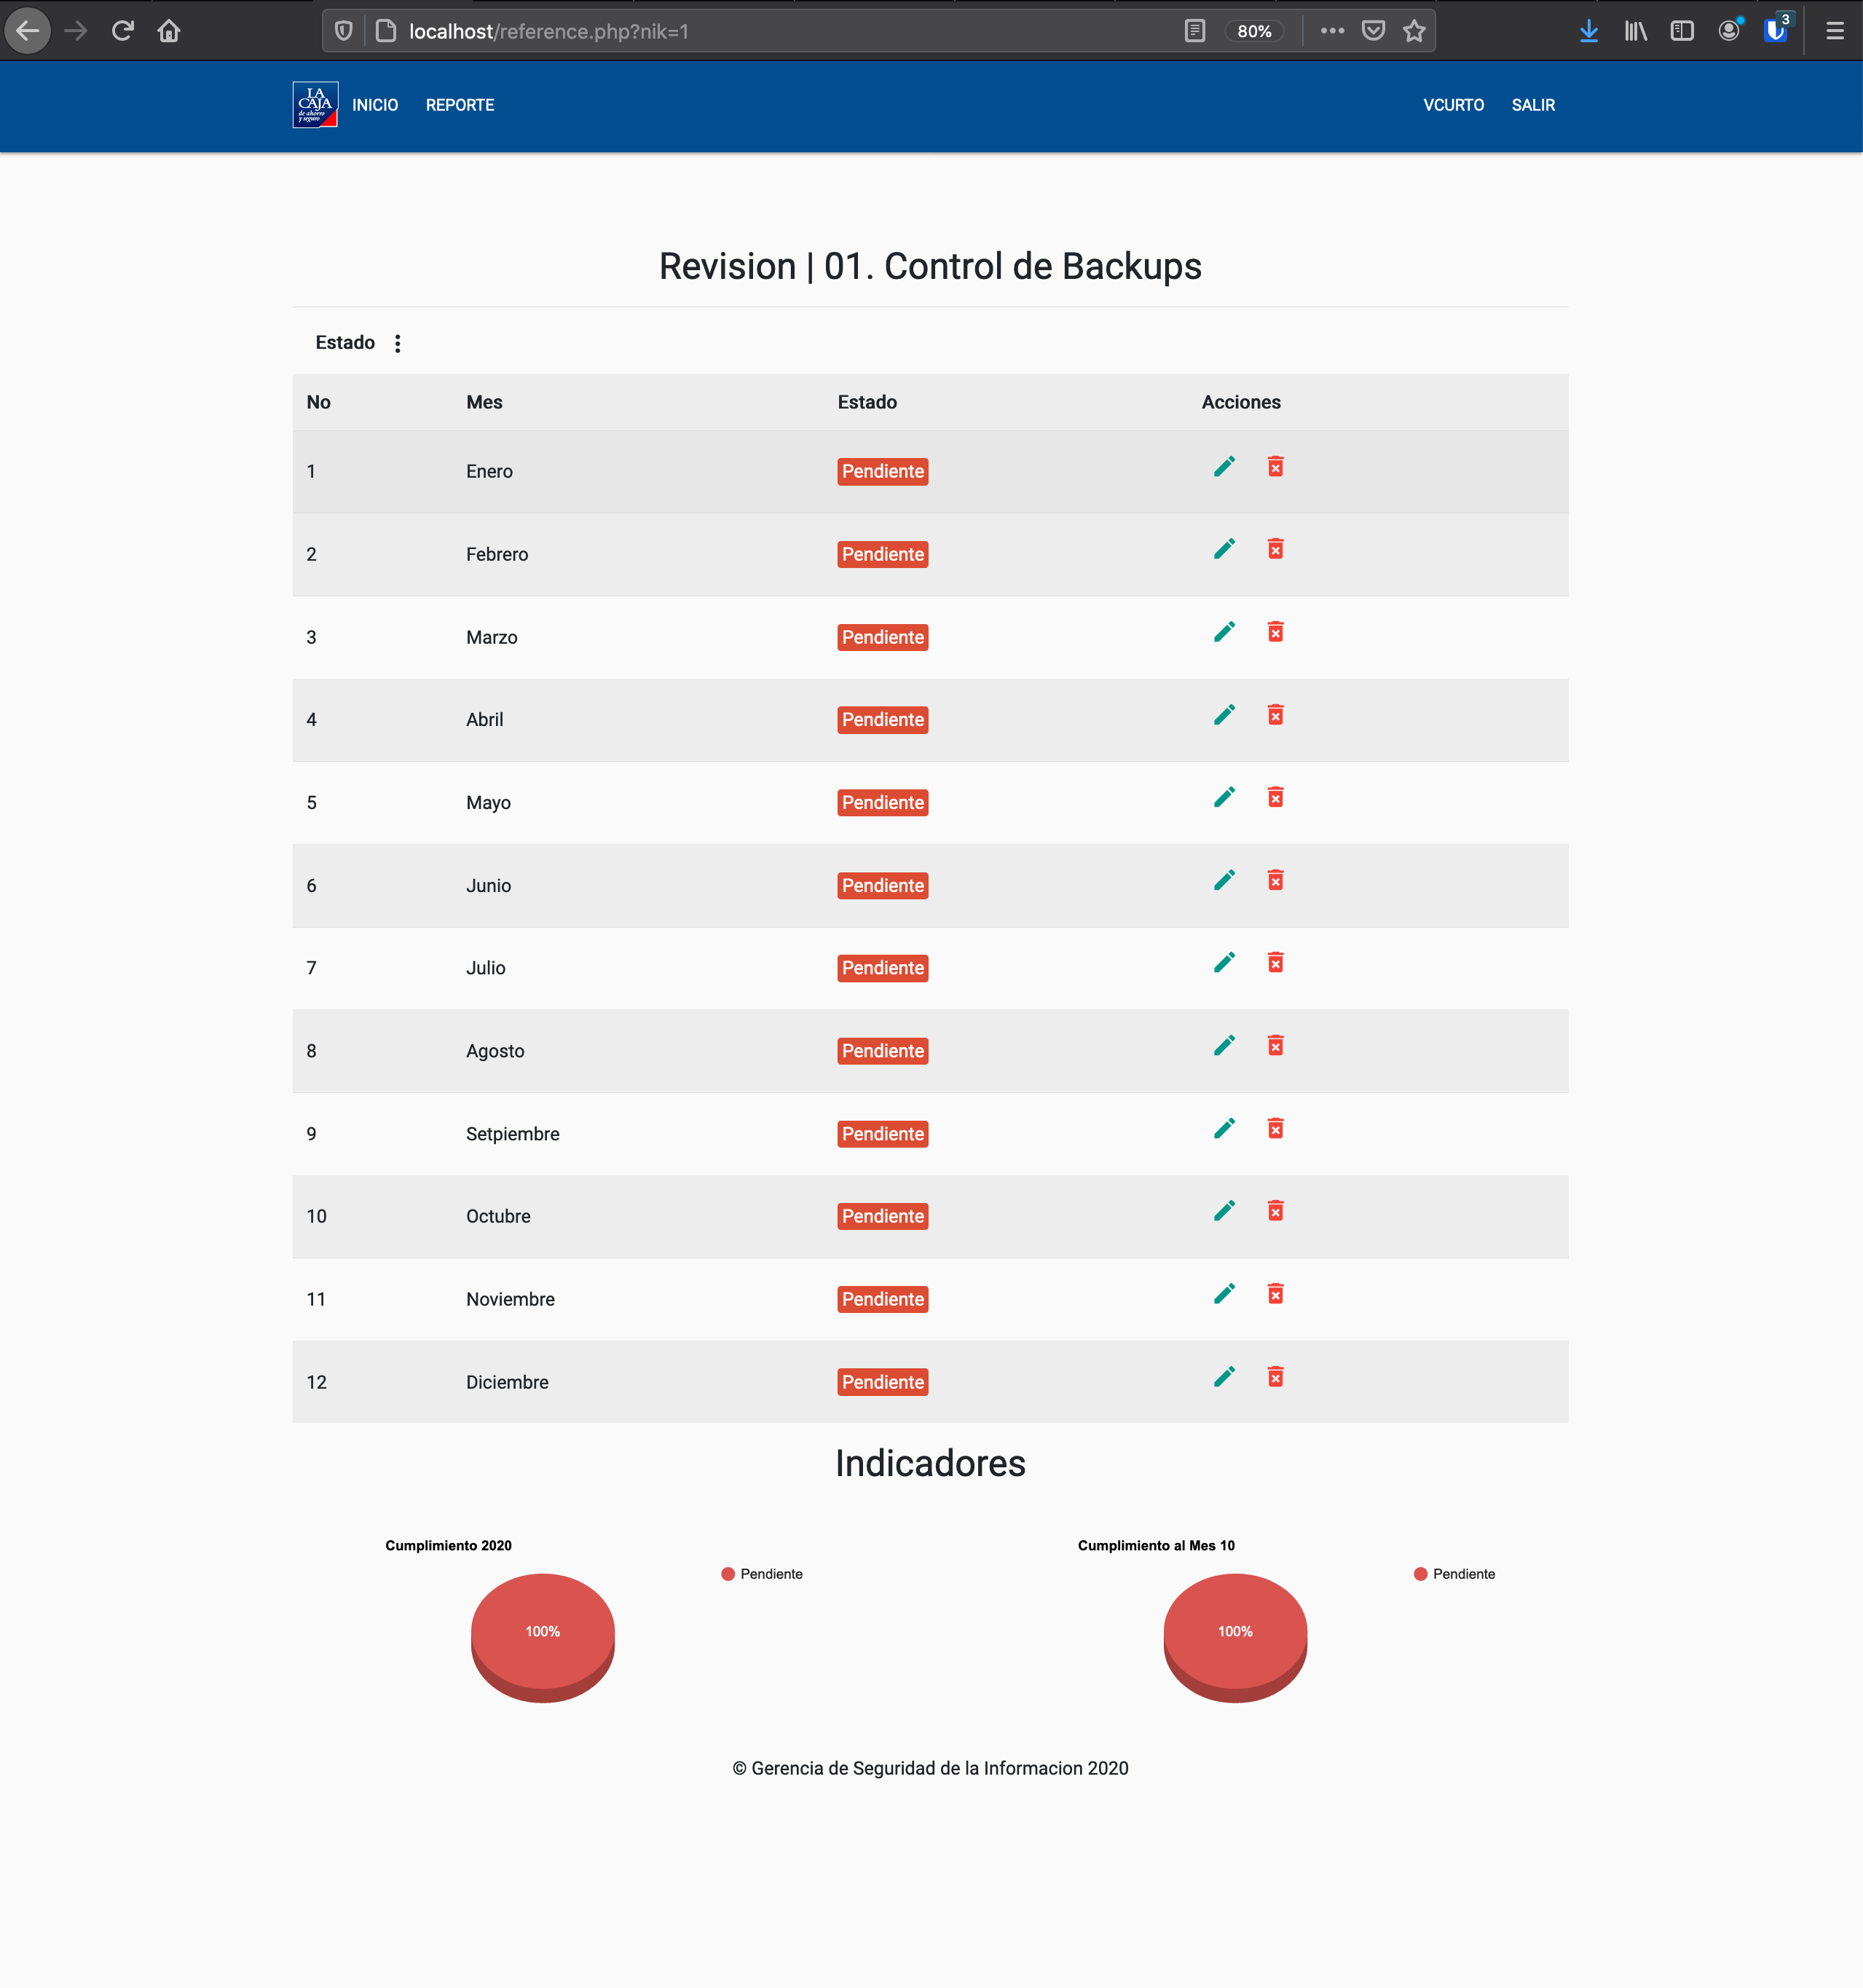 localhost/reference.php?nik=1 80% 3
LA CAJA de ahorro y seguro INICIO REPORTE VCURTO SALIR
Revision | 01. Control de Backups
Estado
No Mes Estado Acciones
1 Enero Pendiente
2 Febrero Pendiente
3 Marzo Pendiente
4 Abril Pendiente
5 Mayo Pendiente
6 Junio Pendiente
7 Julio Pendiente
8 Agosto Pendiente
9 Setpiembre Pendiente
10 Octubre Pendiente
11 Noviembre Pendiente
12 Diciembre Pendiente
Indicadores
Cumplimiento 2020 Cumplimiento al Mes 10
Pendiente Pendiente
100% 100%
© Gerencia de Seguridad de la Informacion 2020